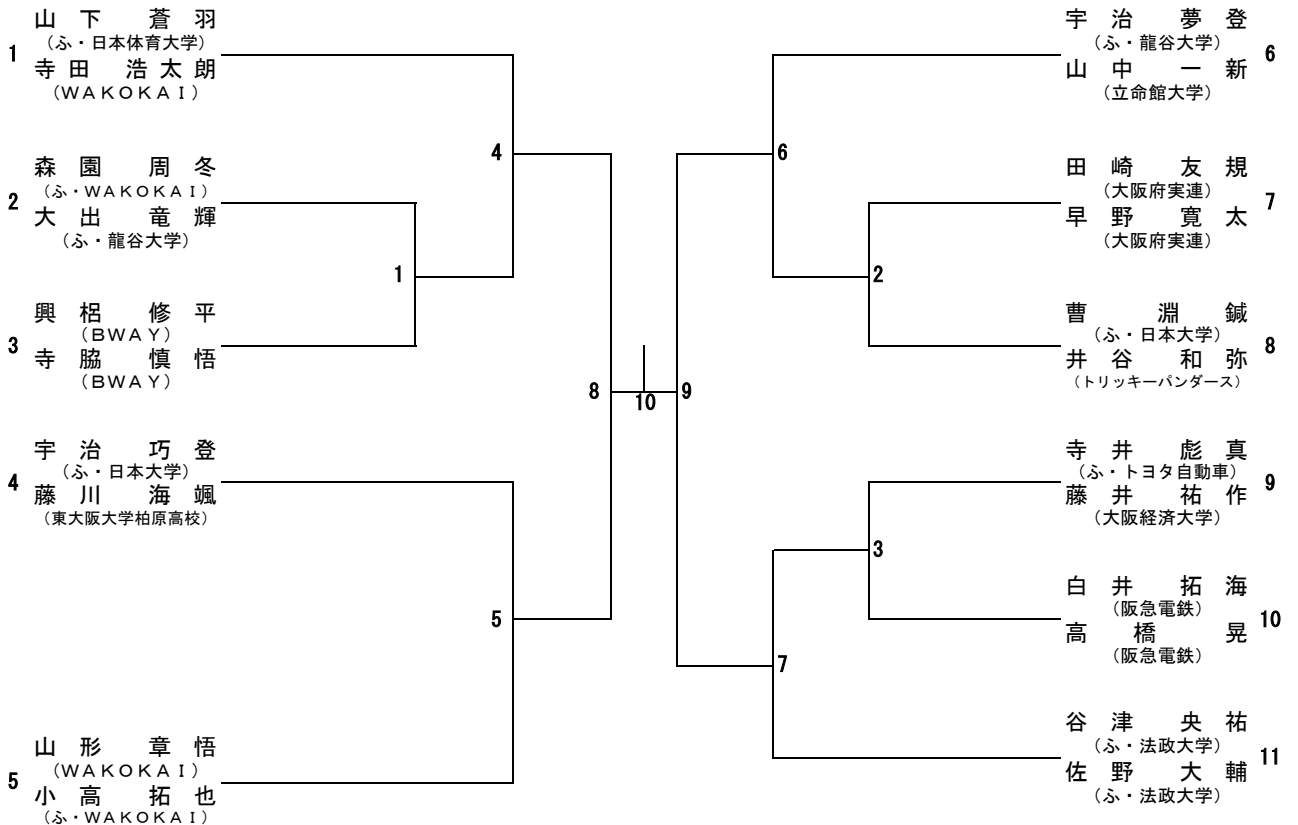 山下 蒼羽
(ふ・日本体育大学)
1
寺田 浩太朗
(WAKOKAI)
森園 周冬
(ふ・WAKOKAI)
2
大出 竜輝
(ふ・龍谷大学)
興梠 修平
(BWAY)
3
寺脇 慎悟
(BWAY)
宇治 巧登
(ふ・日本大学)
4
藤川 海颯
(東大阪大学柏原高校)
山形 章悟
(WAKOKAI)
5
小高 拓也
(ふ・WAKOKAI)
4
1
8
5
10
6
2
9
3
7
宇治 夢登
(ふ・龍谷大学)
6
山中 一新
(立命館大学)
田崎 友規
(大阪府実連)
7
早野 寛太
(大阪府実連)
曹 淵鍼
(ふ・日本大学)
8
井谷 和弥
(トリッキーパンダース)
寺井 彪真
(ふ・トヨタ自動車)
9
藤井 祐作
(大阪経済大学)
白井 拓海
(阪急電鉄)
10
高橋 晃
(阪急電鉄)
谷津 央祐
(ふ・法政大学)
11
佐野 大輔
(ふ・法政大学)